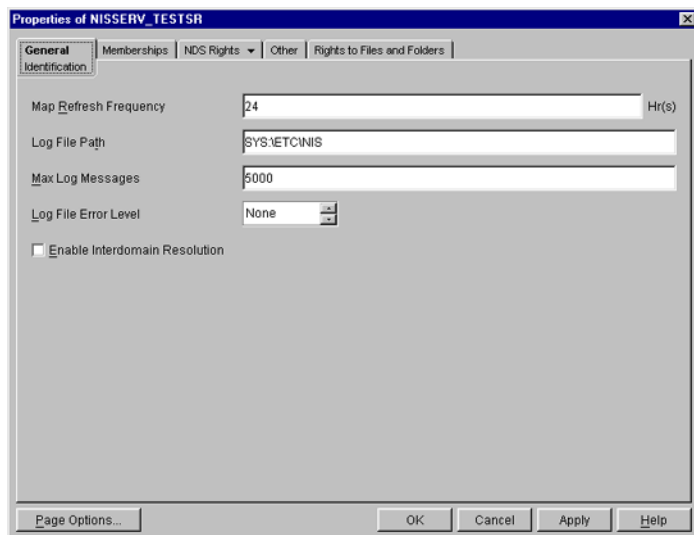 Properties of NISSERV_TESTSR
General Memberships NDS Rights Other Rights to Files and Folders
Identification
Map Refresh Frequency 24 Hr(s)
Log File Path SYS:\ETC\NIS
Max Log Messages 5000
Log File Error Level None
Enable Interdomain Resolution
Page Options... OK Cancel Apply Help